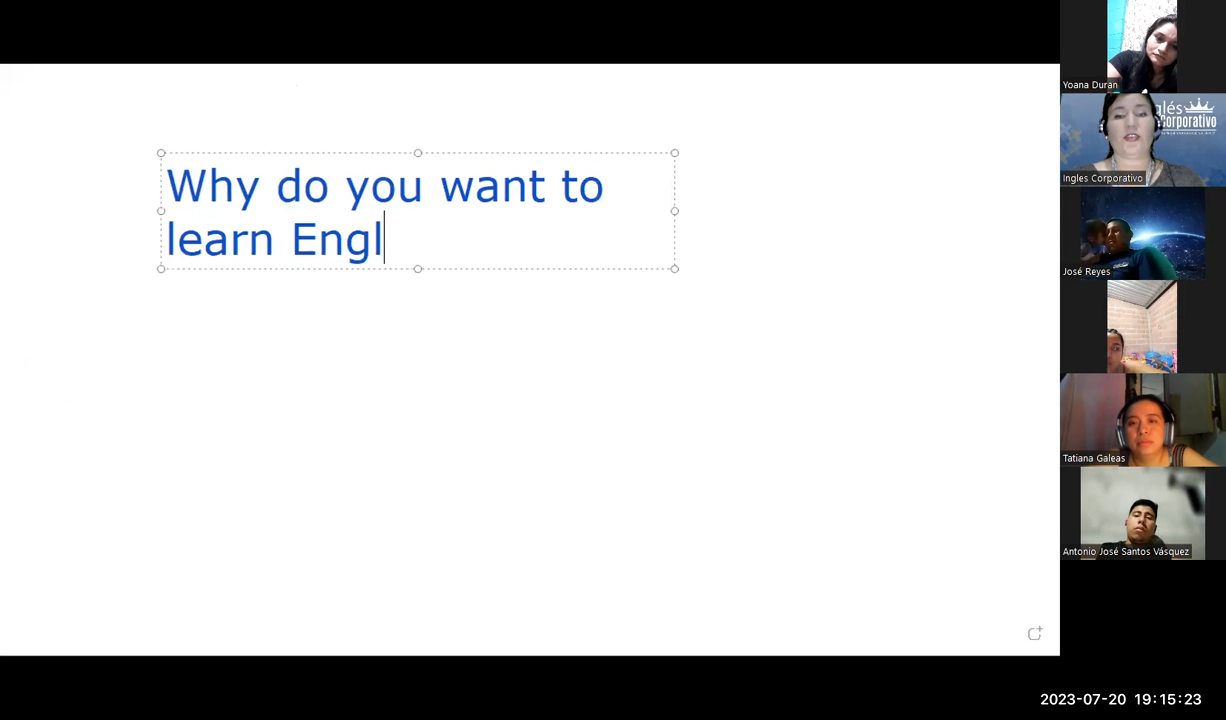 Why do you want to
learn Engl
Yoana Duran
glés
Corporativo
Ingles Corporativo
José Reyes
Tatiana Galeas
Antonio José Santos Vásquez
2023-07-20 19:15:23